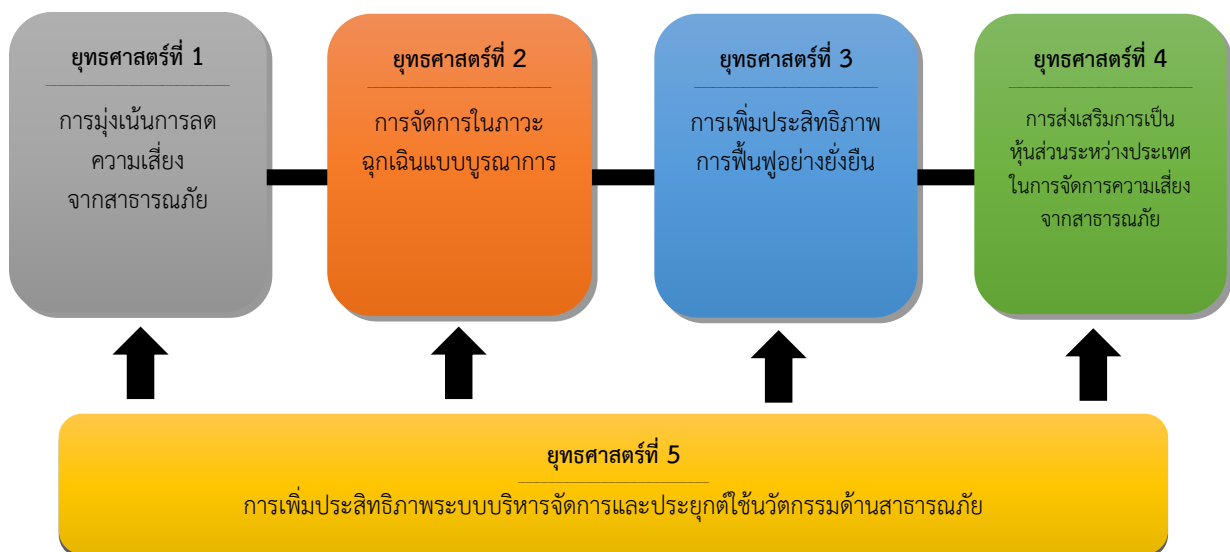 ยุทธศาสตร์ที่ 1
การมุ่งเน้นการลด
ความเสี่ยง
จากสาธารณภัย
ยุทธศาสตร์ที่ 2
การจัดการในภาวะ
ฉุกเฉินแบบบูรณาการ
ยุทธศาสตร์ที่ 3
การเพิ่มประสิทธิภาพ
การฟื้นฟูอย่างยั่งยืน
ยุทธศาสตร์ที่ 4
การส่งเสริมการเป็น
หุ้นส่วนระหว่างประเทศ
ในการจัดการความเสี่ยง
จากสาธารณภัย
ยุทธศาสตร์ที่ 5
การเพิ่มประสิทธิภาพระบบบริหารจัดการและประยุกต์ใช้นวัตกรรมด้านสาธารณภัย